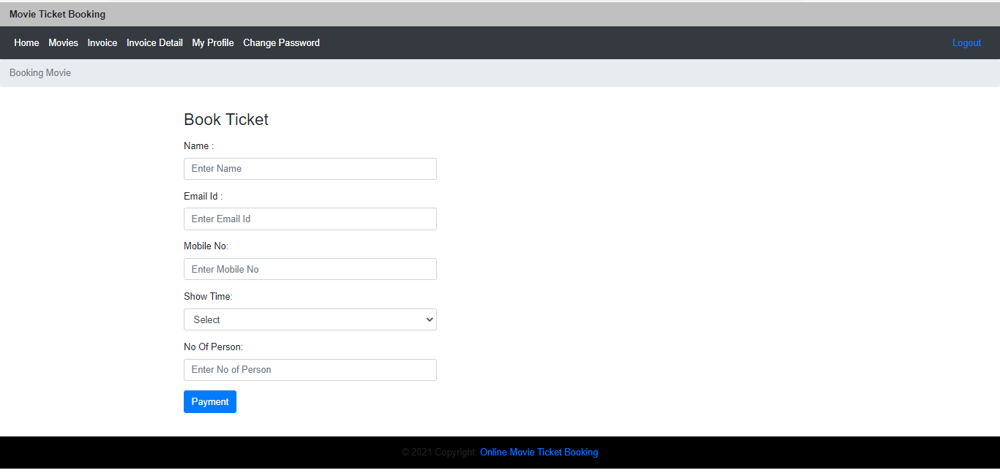 Movie Ticket Booking
Home Movies Invoice Invoice Detail My Profile Change Password Logout
Booking Movie
Book Ticket
Name :
Enter Name
Email Id :
Enter Email Id
Mobile No:
Enter Mobile No
Show Time:
Select
No Of Person:
Enter No of Person
Payment
© 2021 Copyright: Online Movie Ticket Booking